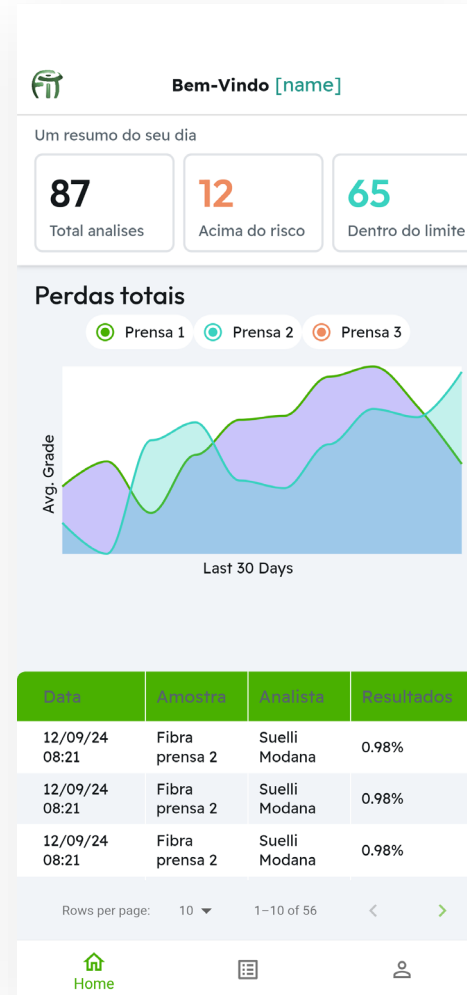 Bem-Vindo [name]
Um resumo do seu dia
87
Total analises
12
Acima do risco
65
Dentro do limite
Perdas totais
Prensa 1
Prensa 2
Prensa 3
Avg. Grade
Last 30 Days
Data Amostra Analista Resultados
12/09/24 Fibra Suelli 0.98%
08:21 prensa 2 Modana
12/09/24 Fibra Suelli 0.98%
08:21 prensa 2 Modana
12/09/24 Fibra Suelli 0.98%
08:21 prensa 2 Modana
Rows per page: 10 1–10 of 56
Home